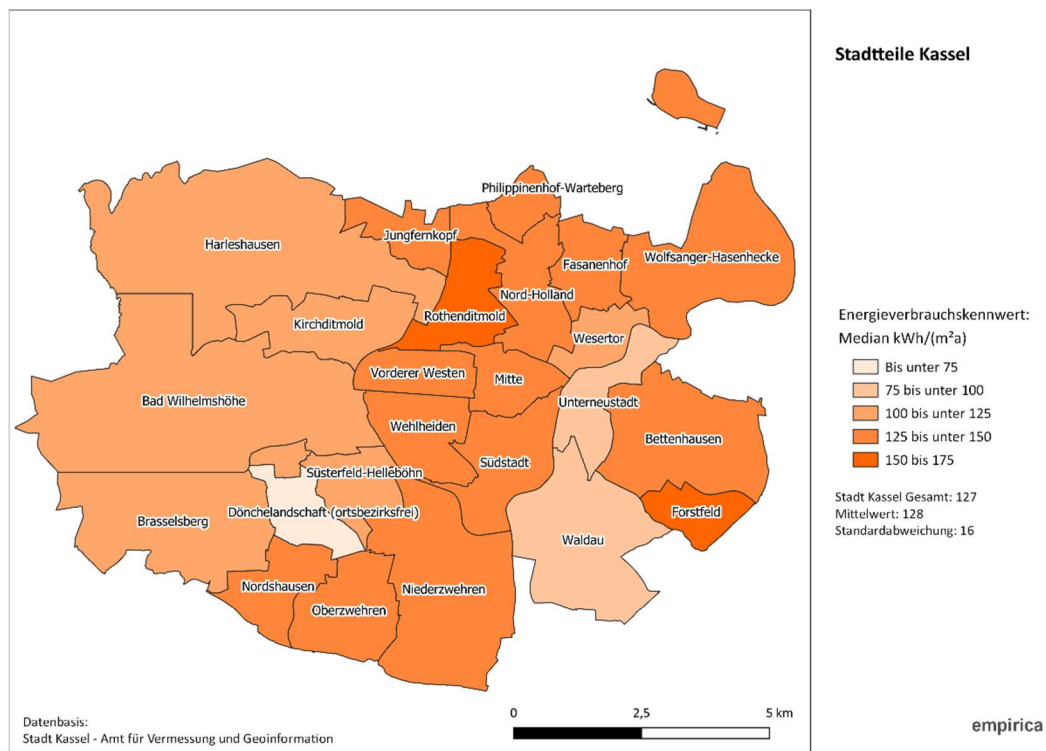 Stadtteile Kassel
Philippinenhof-Warteberg
Jungfernkopf
Harleshausen
Fasanenhof
Wolfsanger-Hasenhecke
Nord-Holland
Rothenditmold
Kirchditmold
Wesertor
Vorderer Westen
Mitte
Bad Wilhelmshöhe
Unterneustadt
Wehlheiden
Bettenhausen
Südstadt
Süsterfeld-Helleböhn
Dönchelandschaft (ortsbezirksfrei)
Forstfeld
Brasselsberg
Waldau
Nordshausen
Niederzwehren
Oberzwehren
Energieverbrauchskennwert:
Median kWh/(m²a)
Bis unter 75
75 bis unter 100
100 bis unter 125
125 bis unter 150
150 bis 175
Stadt Kassel Gesamt: 127
Mittelwert: 128
Standardabweichung: 16
Datenbasis:
Stadt Kassel - Amt für Vermessung und Geoinformation
0 2,5 5 km
empirica